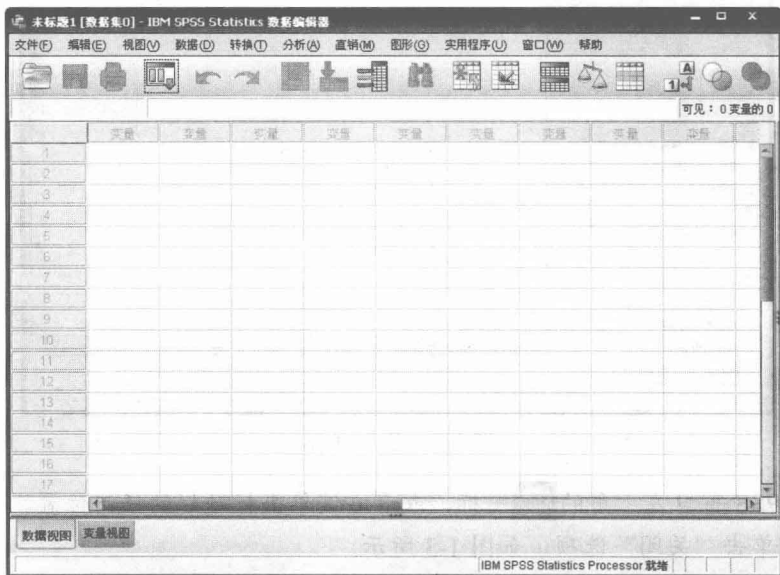 未标题1 [数据集0] - IBM SPSS Statistics 数据编辑器
文件(F) 编辑(E) 视图(V) 数据(D) 转换(T) 分析(A) 直销(M) 图形(G) 实用程序(U) 窗口(W) 帮助
A
1
可见：0 变量的 0
变量 变量 变量 变量 变量 变量 变量 变量 变量
1
2
3
4
5
6
7
8
9
10
11
12
13
14
15
16
17
数据视图 变量视图
IBM SPSS Statistics Processor 就绪